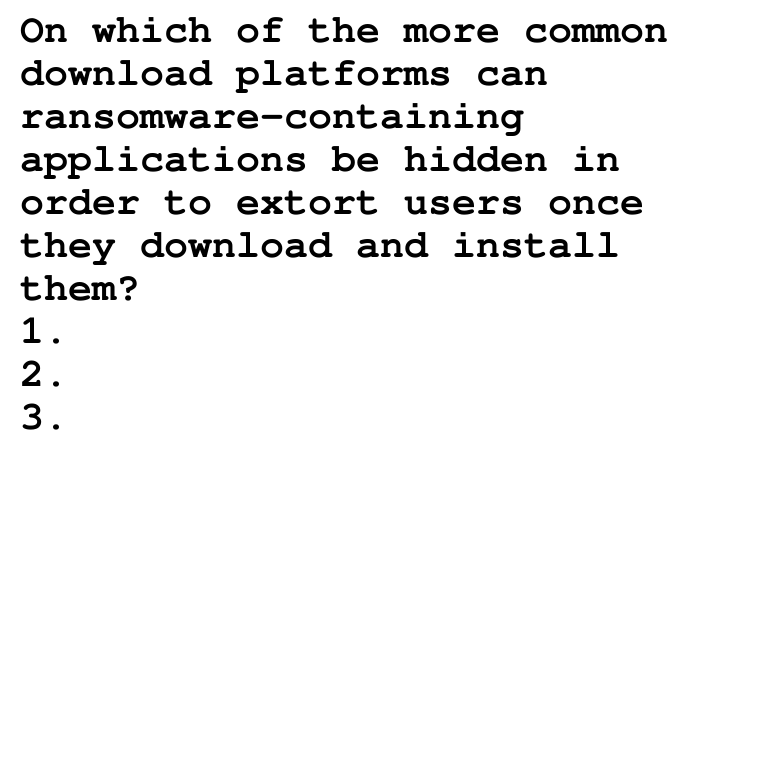 On which of the more common
download platforms can
ransomware-containing
applications be hidden in
order to extort users once
they download and install
them?
1.
2.
3.